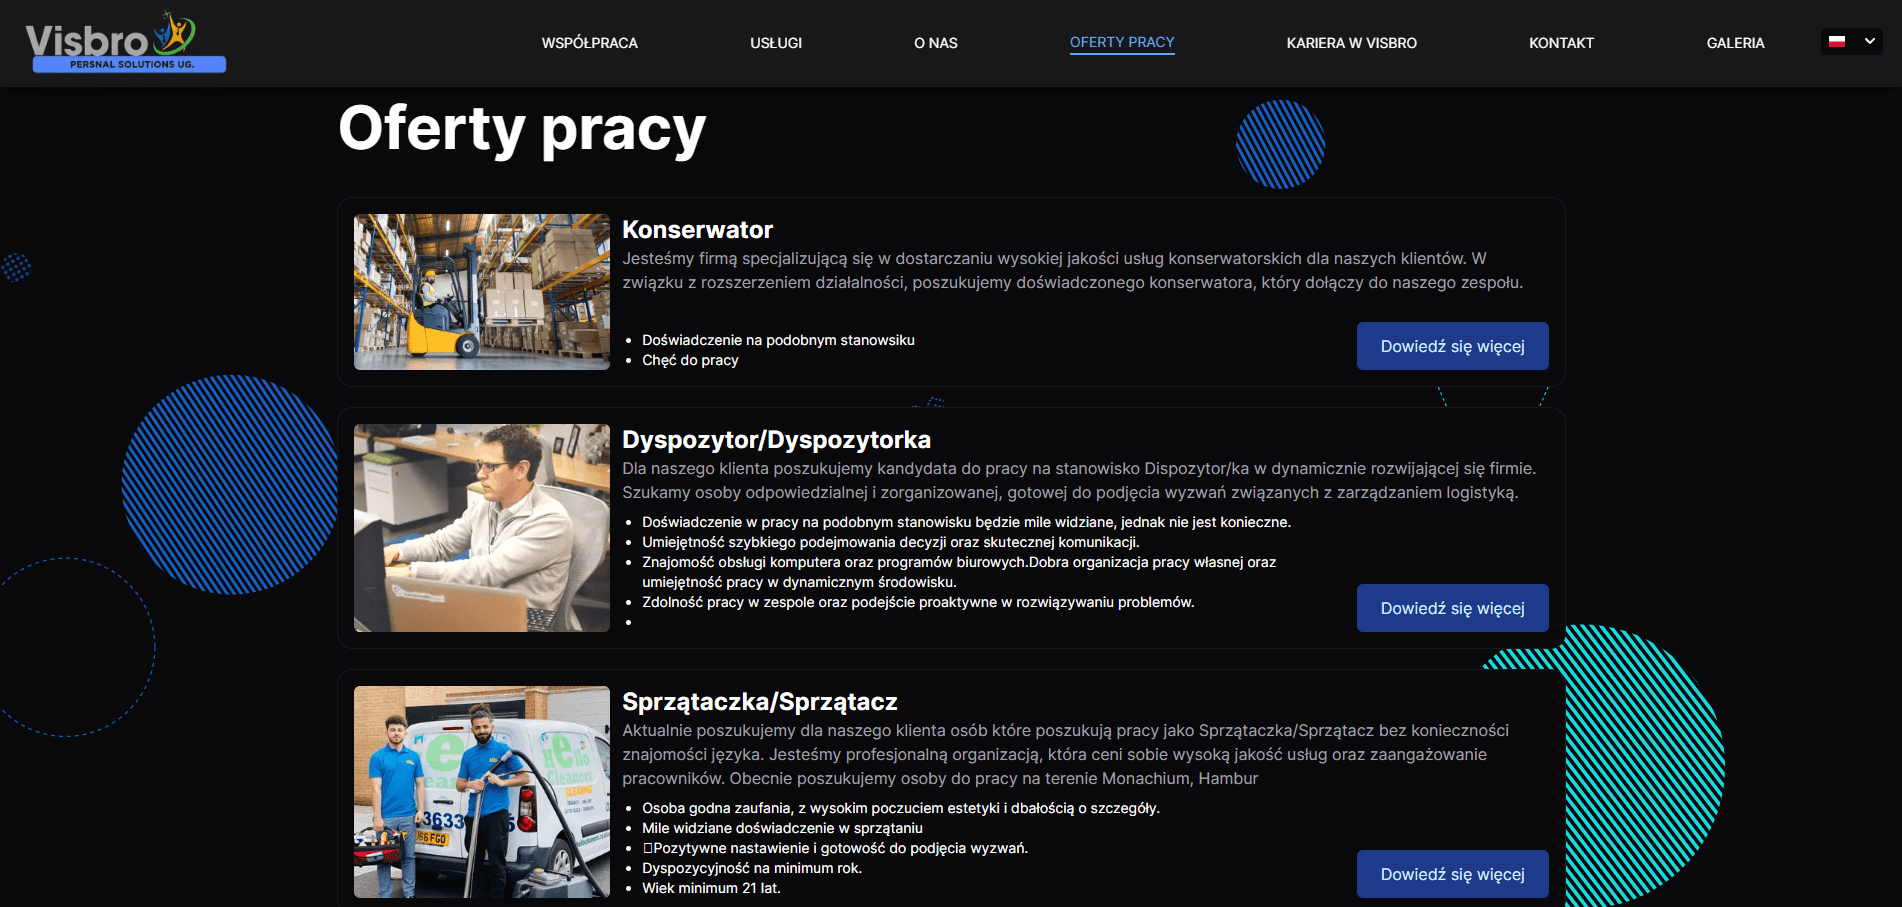 Visbro
PERSNAL SOLUTIONS UG.
WSPÓŁPRACA
USŁUGI
O NAS
OFERTY PRACY
KARIERA W VISBRO
KONTAKT
GALERIA
Oferty pracy
Konserwator
Jesteśmy firmą specjalizującą się w dostarczaniu wysokiej jakości usług konserwatorskich dla naszych klientów. W
związku z rozszerzeniem działalności, poszukujemy doświadczonego konserwatora, który dołączy do naszego zespołu.
• Doświadczenie na podobnym stanowsiku
• Chęć do pracy
Dowiedź się więcej
Dyspozytor/Dyspozytorka
Dla naszego klienta poszukujemy kandydata do pracy na stanowisko Dispozytor/ka w dynamicznie rozwijającej się firmie.
Szukamy osoby odpowiedzialnej i zorganizowanej, gotowej do podjęcia wyzwań związanych z zarządzaniem logistyką.
• Doświadczenie w pracy na podobnym stanowisku będzie mile widziane, jednak nie jest konieczne.
• Umiejętność szybkiego podejmowania decyzji oraz skutecznej komunikacji.
• Znajomość obsługi komputera oraz programów biurowych.Dobra organizacja pracy własnej oraz
umiejętność pracy w dynamicznym środowisku.
• Zdolność pracy w zespole oraz podejście proaktywne w rozwiązywaniu problemów.
•
Dowiedź się więcej
Sprzątaczka/Sprzątacz
Aktualnie poszukujemy dla naszego klienta osób które poszukują pracy jako Sprzątaczka/Sprzątacz bez konieczności
znajomości języka. Jesteśmy profesjonalną organizacją, która ceni sobie wysoką jakość usług oraz zaangażowanie
pracowników. Obecnie poszukujemy osoby do pracy na terenie Monachium, Hambur
• Osoba godna zaufania, z wysokim poczuciem estetyki i dbałością o szczegóły.
• Mile widziane doświadczenie w sprzątaniu
• Pozytywne nastawienie i gotowość do podjęcia wyzwań.
• Dyspozycyjność na minimum rok.
• Wiek minimum 21 lat.
Dowiedź się więcej
Hello
Cleaners
CLEANING
3633